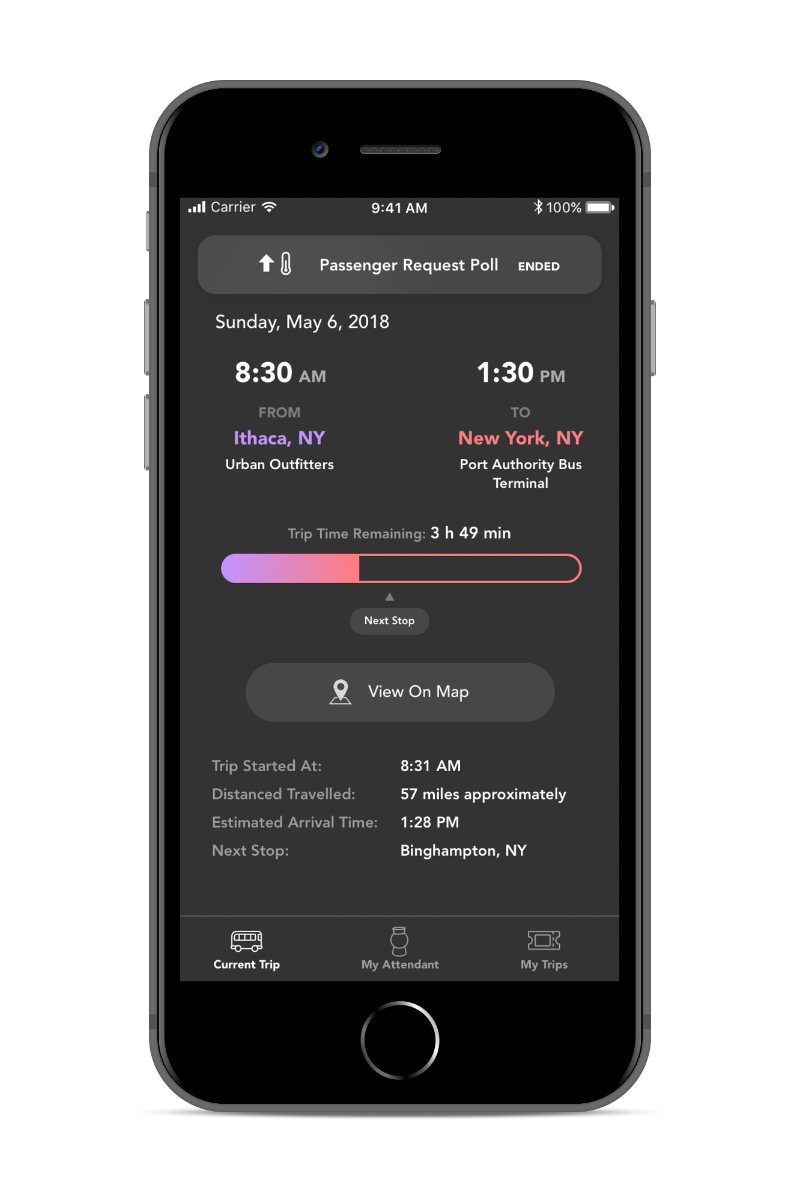 Carrier 9:41 AM 100%
Passenger Request Poll ENDED
Sunday, May 6, 2018
8:30 AM 1:30 PM
FROM TO
Ithaca, NY New York, NY
Urban Outfitters Port Authority Bus
Terminal
Trip Time Remaining: 3 h 49 min
Next Stop
View On Map
Trip Started At: 8:31 AM
Distanced Travelled: 57 miles approximately
Estimated Arrival Time: 1:28 PM
Next Stop: Binghampton, NY
Current Trip My Attendant My Trips